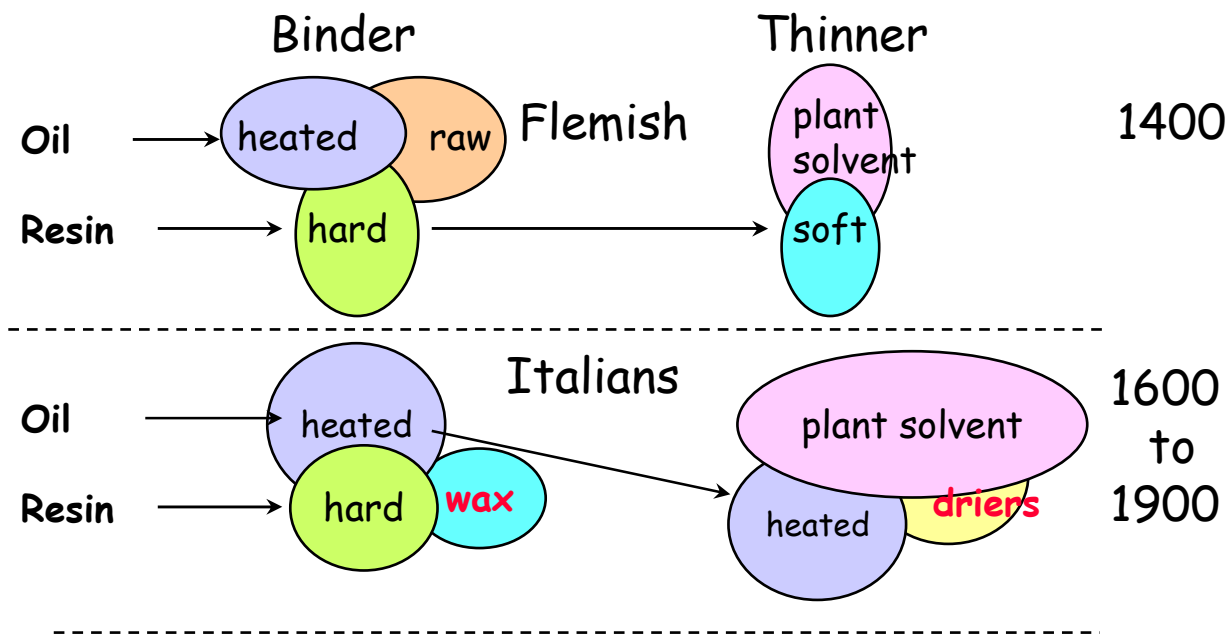 Binder Thinner
Oil heated raw Flemish plant solvent 1400
Resin hard soft
Italians
Oil heated plant solvent 1600
to
Resin hard wax driers 1900
heated